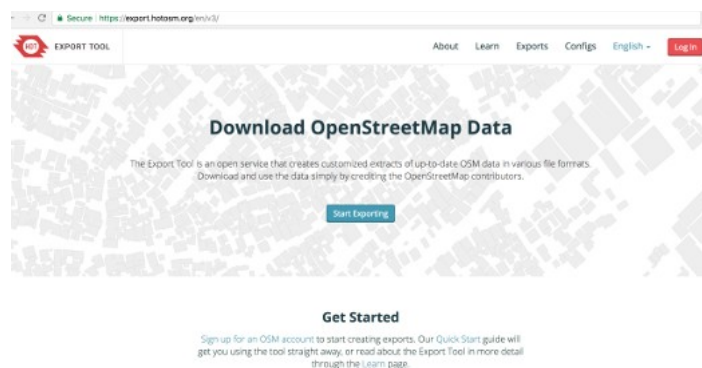 Secure https://export.hotosm.org/en/v3/
HOT EXPORT TOOL About Learn Exports Configs English Log In
Download OpenStreetMap Data
The Export Tool is an open service that creates customized extracts of up-to-date OSM data in various file formats.
Download and use the data simply by crediting the OpenStreetMap contributors.
Start Exporting
Get Started
Sign up for an OSM account to start creating exports. Our Quick Start guide will
get you using the tool straight away, or read about the Export Tool in more detail
through the Learn page.